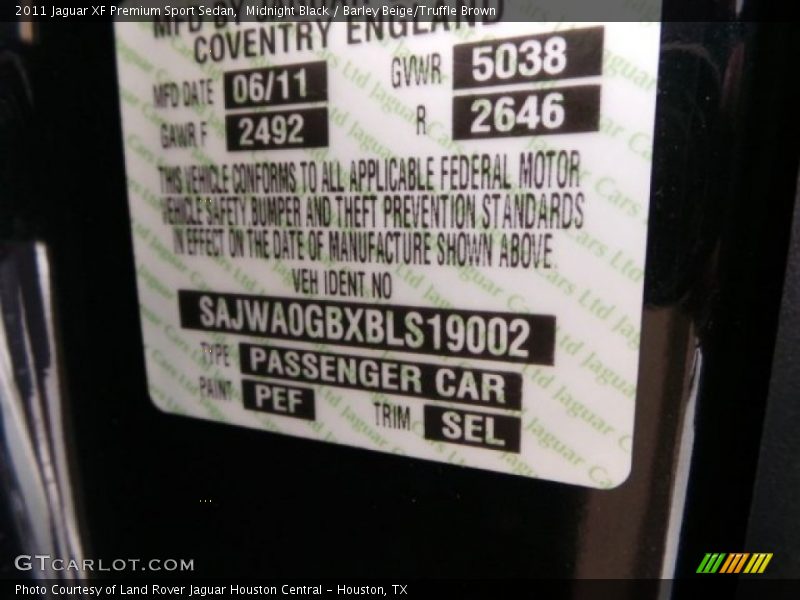 2011 Jaguar XF Premium Sport Sedan,  Midnight Black / Barley Beige/Truffle Brown
COVENTRY ENGLAND
MFD DATE 06/11 GVWR 5038
GAWR F 2492 R 2646
THIS VEHICLE CONFORMS TO ALL APPLICABLE FEDERAL MOTOR
VEHICLE SAFETY BUMPER AND THEFT PREVENTION STANDARDS
IN EFFECT ON THE DATE OF MANUFACTURE SHOWN ABOVE.
VEH IDENT NO
SAJWA0GBXBLS19002
TYPE PASSENGER CAR
PAINT PEF TRIM SEL
GTCARLOT.COM
Photo Courtesy of Land Rover Jaguar Houston Central - Houston, TX